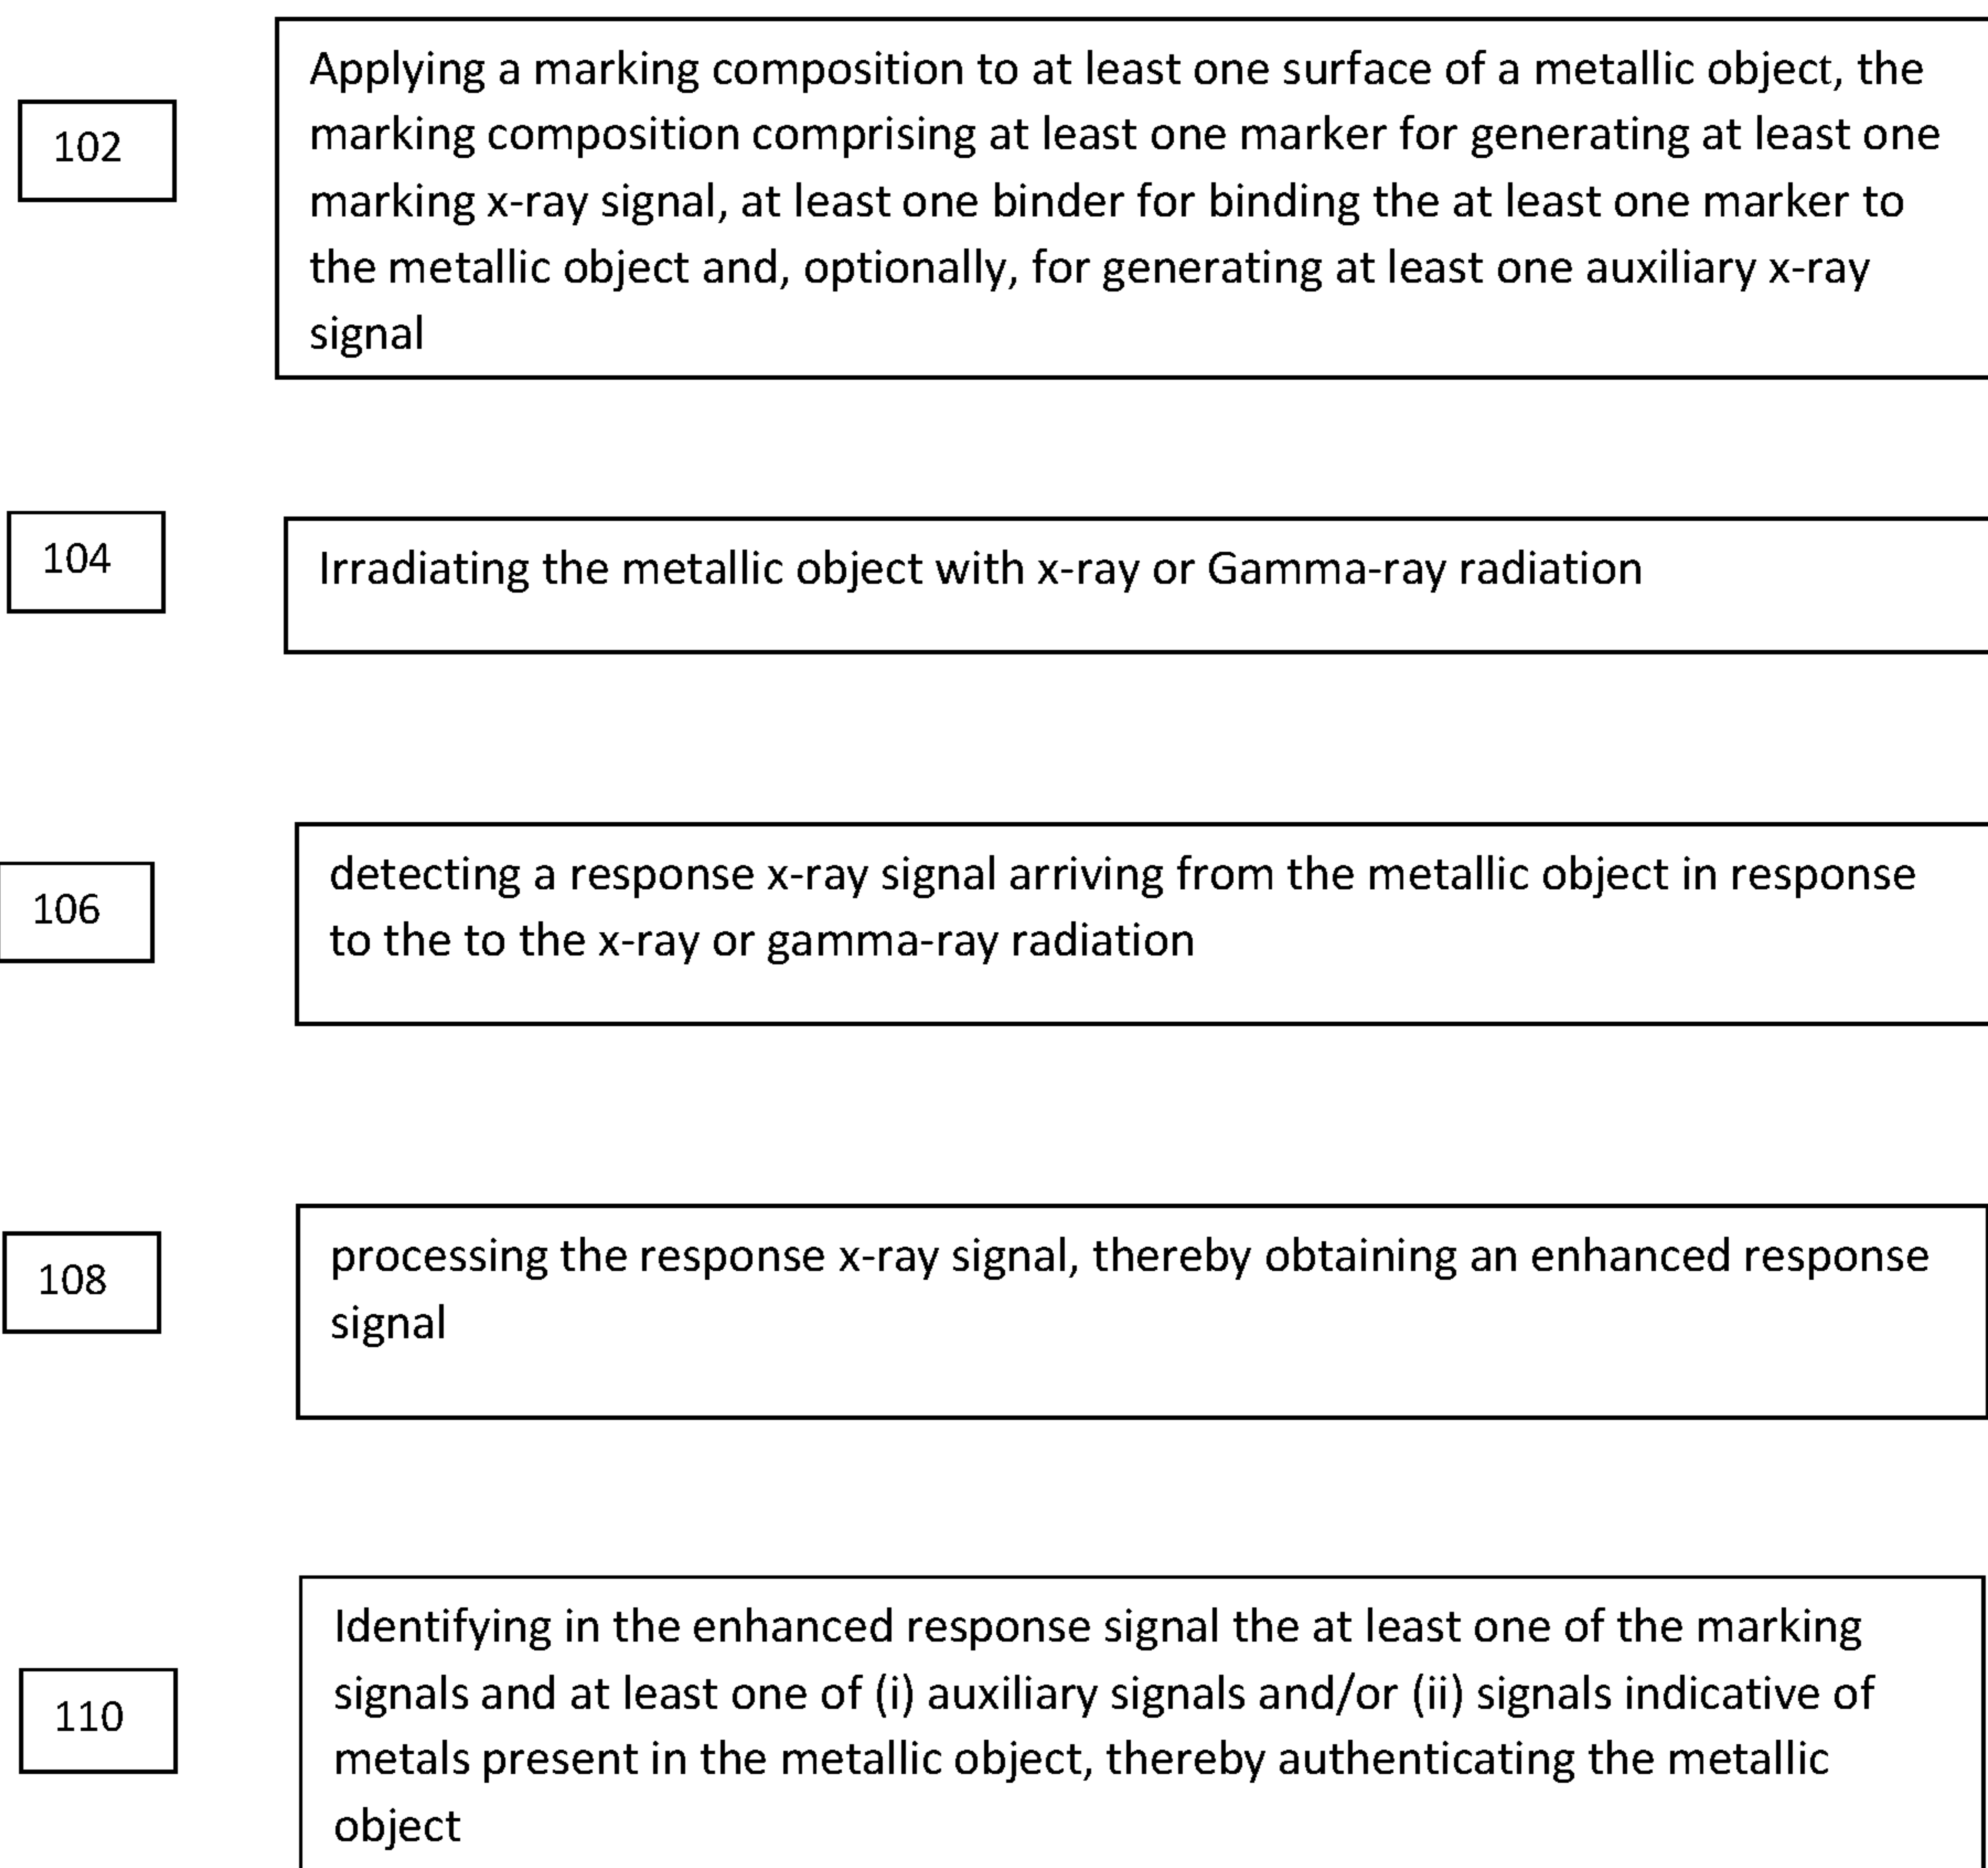 102
Applying a marking composition to at least one surface of a metallic object, the
marking composition comprising at least one marker for generating at least one
marking x-ray signal, at least one binder for binding the at least one marker to
the metallic object and, optionally, for generating at least one auxiliary x-ray
signal
104
Irradiating the metallic object with x-ray or Gamma-ray radiation
106
detecting a response x-ray signal arriving from the metallic object in response
to the to the x-ray or gamma-ray radiation
108
processing the response x-ray signal, thereby obtaining an enhanced response
signal
110
Identifying in the enhanced response signal the at least one of the marking
signals and at least one of (i) auxiliary signals and/or (ii) signals indicative of
metals present in the metallic object, thereby authenticating the metallic
object